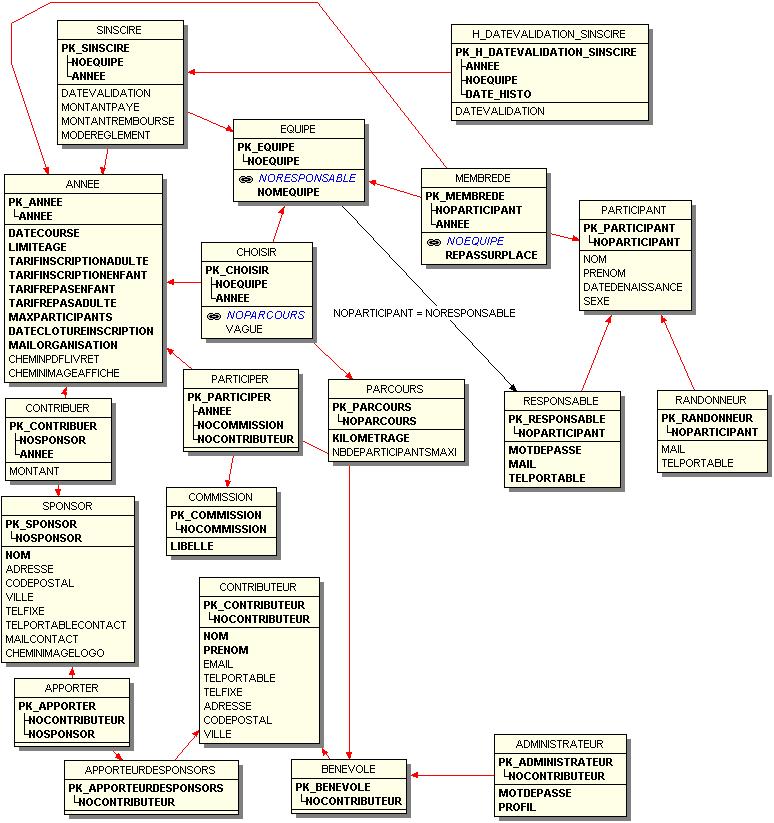 SINSCIRE
PK_SINSCIRE
NOEQUIPE
ANNEE
DATEVALIDATION
MONTANTPAYE
MONTANTREMBOURSE
MODEREGLEMENT
H_DATEVALIDATION_SINSCIRE
PK_H_DATEVALIDATION_SINSCIRE
ANNEE
NOEQUIPE
DATE_HISTO
DATEVALIDATION
EQUIPE
PK_EQUIPE
NOEQUIPE
NORESPONSABLE
NOMEQUIPE
ANNEE
PK_ANNEE
ANNEE
DATECOURSE
LIMITEAGE
TARIFINSCRIPTIONADULTE
TARIFINSCRIPTIONENFANT
TARIFREPASENFANT
TARIFREPASADULTE
MAXPARTICIPANTS
DATECLOTUREINSCRIPTION
MAILORGANISATION
CHEMINPDFLIVRET
CHEMINIMAGEAFFICHE
MEMBREDE
PK_MEMBREDE
NOPARTICIPANT
ANNEE
NOEQUIPE
REPASSURPLACE
PARTICIPANT
PK_PARTICIPANT
NOPARTICIPANT
NOM
PRENOM
DATEDENAISSANCE
SEXE
CHOISIR
PK_CHOISIR
NOEQUIPE
ANNEE
NOPARCOURS
VAGUE
NOPARTICIPANT = NORESPONSABLE
PARTICIPER
PK_PARTICIPER
ANNEE
NOCOMMISSION
NOCONTRIBUTEUR
PARCOURS
PK_PARCOURS
NOPARCOURS
KILOMETRAGE
NBDEPARTICIPANTSMAXI
RESPONSABLE
PK_RESPONSABLE
NOPARTICIPANT
MOTDEPASSE
MAIL
TELPORTABLE
RANDONNEUR
PK_RANDONNEUR
NOPARTICIPANT
MAIL
TELPORTABLE
CONTRIBUER
PK_CONTRIBUER
NOSPONSOR
ANNEE
MONTANT
COMMISSION
PK_COMMISSION
NOCOMMISSION
LIBELLE
SPONSOR
PK_SPONSOR
NOSPONSOR
NOM
ADRESSE
CODEPOSTAL
VILLE
TELFIXE
TELPORTABLECONTACT
MAILCONTACT
CHEMINIMAGELOGO
CONTRIBUTEUR
PK_CONTRIBUTEUR
NOCONTRIBUTEUR
NOM
PRENOM
EMAIL
TELPORTABLE
TELFIXE
ADRESSE
CODEPOSTAL
VILLE
APPORTER
PK_APPORTER
NOCONTRIBUTEUR
NOSPONSOR
APPORTEURDESPONSORS
PK_APPORTEURDESPONSORS
NOCONTRIBUTEUR
BENEVOLE
PK_BENEVOLE
NOCONTRIBUTEUR
ADMINISTRATEUR
PK_ADMINISTRATEUR
NOCONTRIBUTEUR
MOTDEPASSE
PROFIL